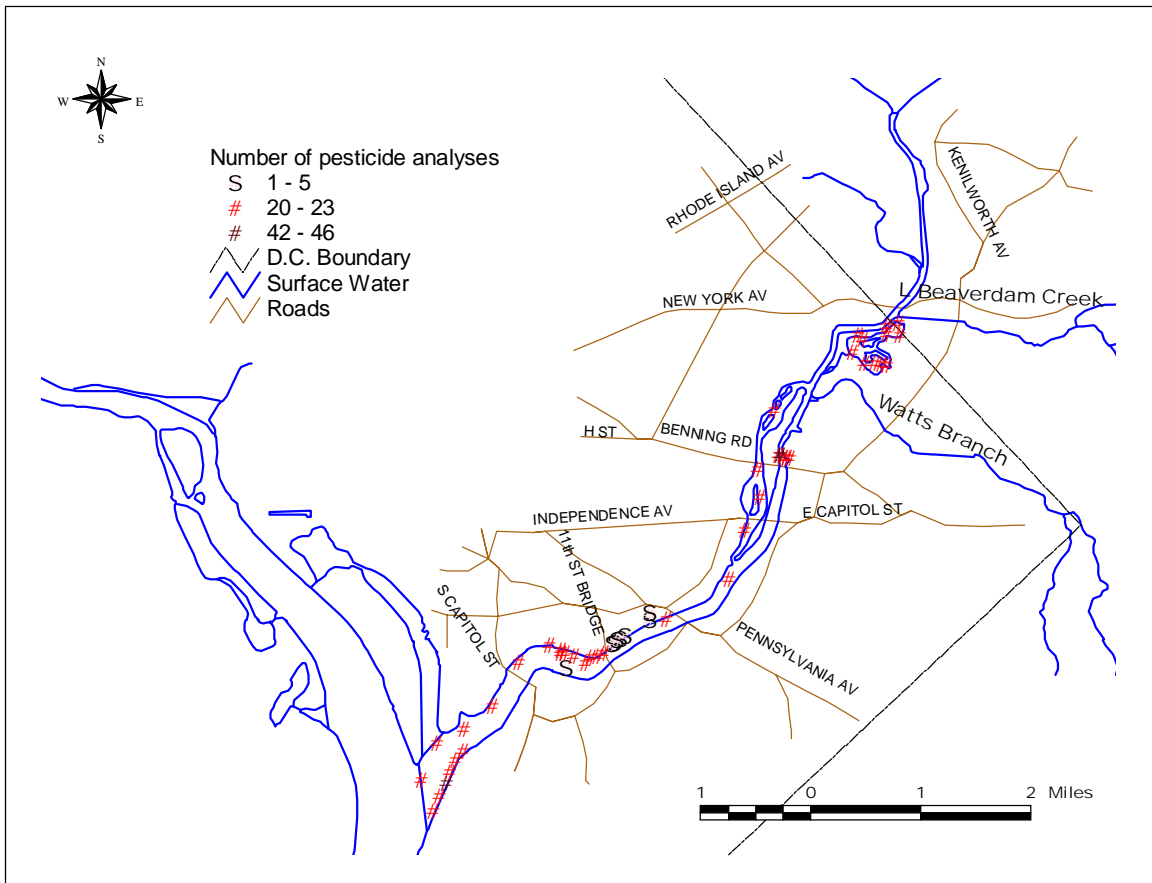 N
W E
S
Number of pesticide analyses
S 1 - 5
# 20 - 23
# 42 - 46
D.C. Boundary
Surface Water
Roads
RHODE ISLAND AV
KENILWORTH AV
NEW YORK AV
L Beaverdam Creek
Watts Branch
H ST
BENNING RD
INDEPENDENCE AV
E CAPITOL ST
11th ST BRIDGE
S CAPITOL ST
PENNSYLVANIA AV
1 0 1 2 Miles